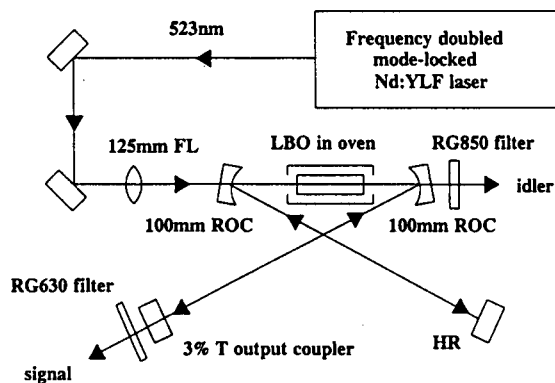 523nm
Frequency doubled
mode-locked
Nd:YLF laser
125mm FL
LBO in oven
RG850 filter
idler
100mm ROC
100mm ROC
RG630 filter
HR
3% T output coupler
signal